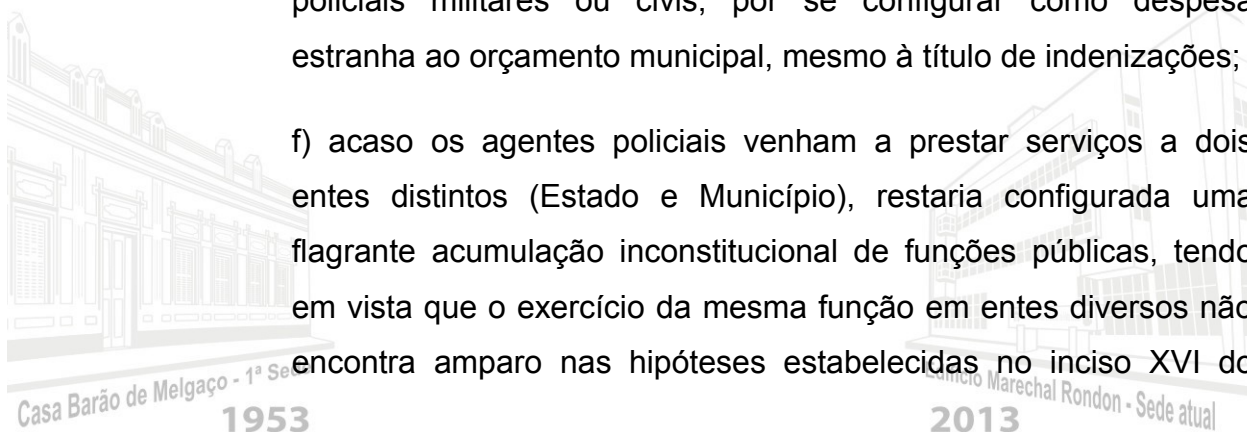 policiais militares ou civis, por se configurar como despesa
estranha ao orçamento municipal, mesmo à título de indenizações;
f) acaso os agentes policiais venham a prestar serviços a dois
entes distintos (Estado e Município), restaria configurada uma
flagrante acumulação inconstitucional de funções públicas, tendo
em vista que o exercício da mesma função em entes diversos não
encontra amparo nas hipóteses estabelecidas no inciso XVI do
Casa Barão de Melgaço - 1ª Sede
1953
Edifício Marechal Rondon - Sede atual
2013